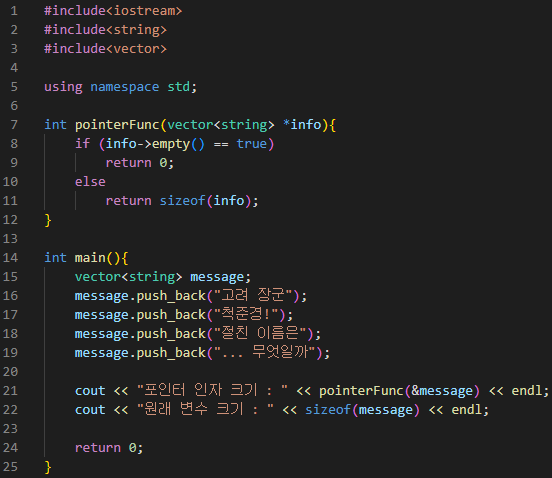 1 #include<iostream>
2 #include<string>
3 #include<vector>
4
5 using namespace std;
6
7 int pointerFunc(vector<string> *info){
8     if (info->empty() == true)
9         return 0;
10     else
11         return sizeof(info);
12 }
13
14 int main(){
15     vector<string> message;
16     message.push_back("고려 장군");
17     message.push_back("척준경!");
18     message.push_back("절친 이름은");
19     message.push_back("... 무엇일까");
20
21     cout << "포인터 인자 크기 : " << pointerFunc(&message) << endl;
22     cout << "원래 변수 크기 : " << sizeof(message) << endl;
23
24     return 0;
25 }